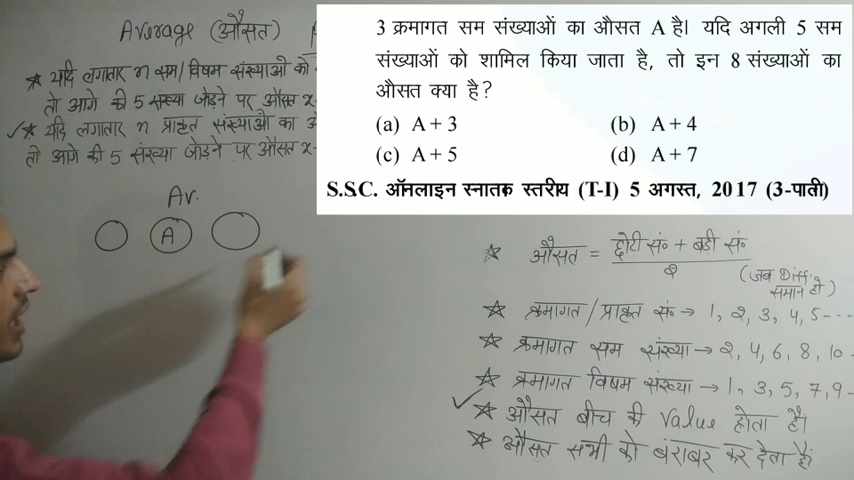 Average (औसत)
★ यदि लगातार n सम/विषम संख्याओं को
तो आगे की 5 संख्या जोड़ने पर औसत x-
✓★ यदि लगातार n प्राकृत संख्याओं का
तो आगे की 5 संख्या जोड़ने पर औसत x-
Av.
A
3 क्रमागत सम संख्याओं का औसत A है। यदि अगली 5 सम
संख्याओं को शामिल किया जाता है, तो इन 8 संख्याओं का
औसत क्या है?
(a) A + 3 (b) A + 4
(c) A + 5 (d) A + 7
S.S.C. ऑनलाइन स्नातक स्तरीय (T-I) 5 अगस्त, 2017 (3-पाली)
★ औसत = छोटी सं० + बड़ी सं०
२
(जब Diff.
समान हो)
★ क्रमागत/प्राकृत सं० → 1, २, 3, 4, 5---
★ क्रमागत सम संख्या → २, 4, 6, 8, 10-
★ क्रमागत विषम संख्या → 1, 3, 5, 7, 9-
✓★ औसत बीच की value होता है।
★ औसत सभी को बराबर कर देता है।